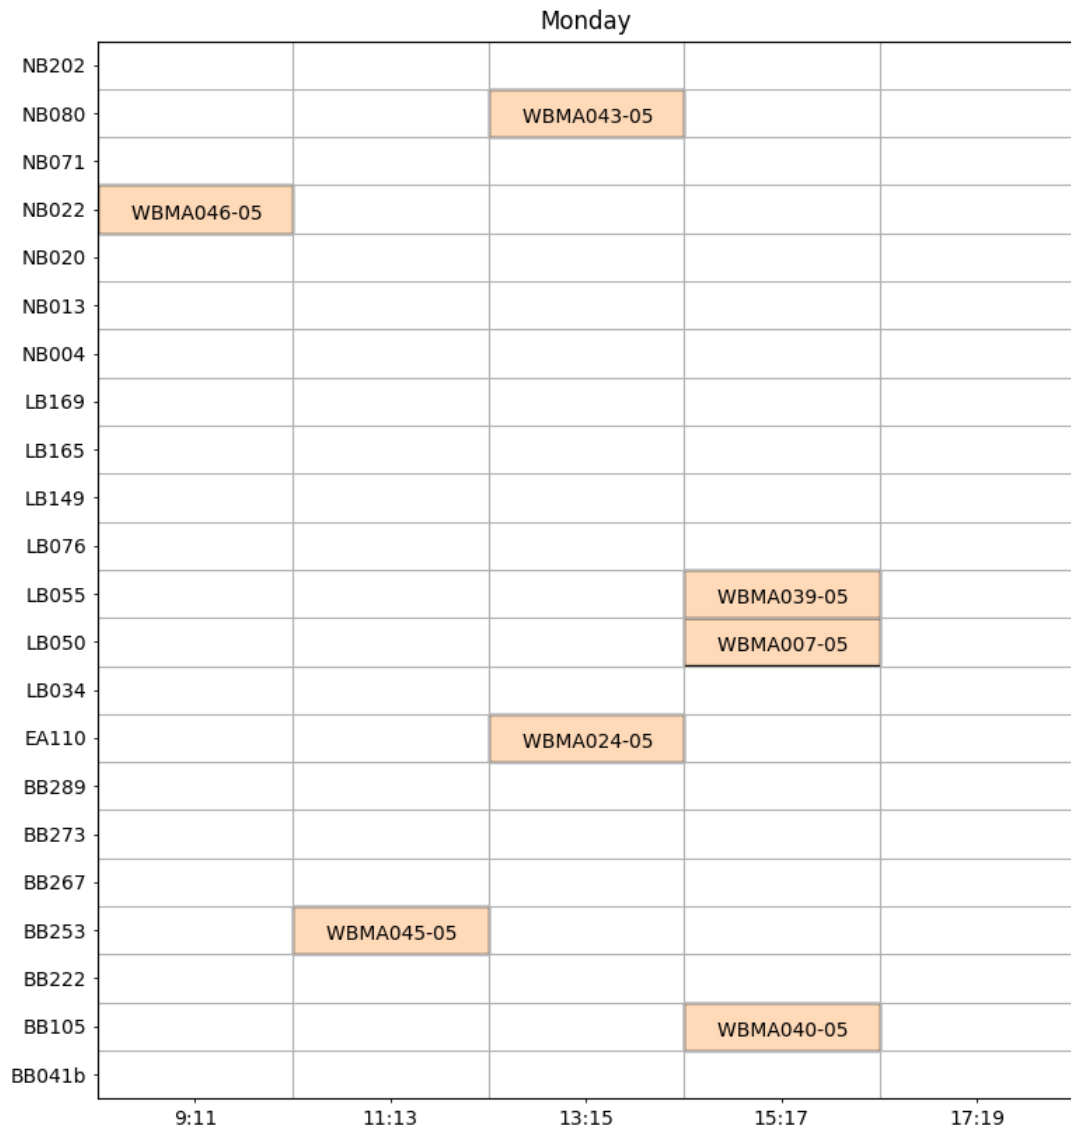 Monday
NB202
NB080 WBMA043-05
NB071
NB022 WBMA046-05
NB020
NB013
NB004
LB169
LB165
LB149
LB076
LB055 WBMA039-05
LB050 WBMA007-05
LB034
EA110 WBMA024-05
BB289
BB273
BB267
BB253 WBMA045-05
BB222
BB105 WBMA040-05
BB041b
9:11 11:13 13:15 15:17 17:19